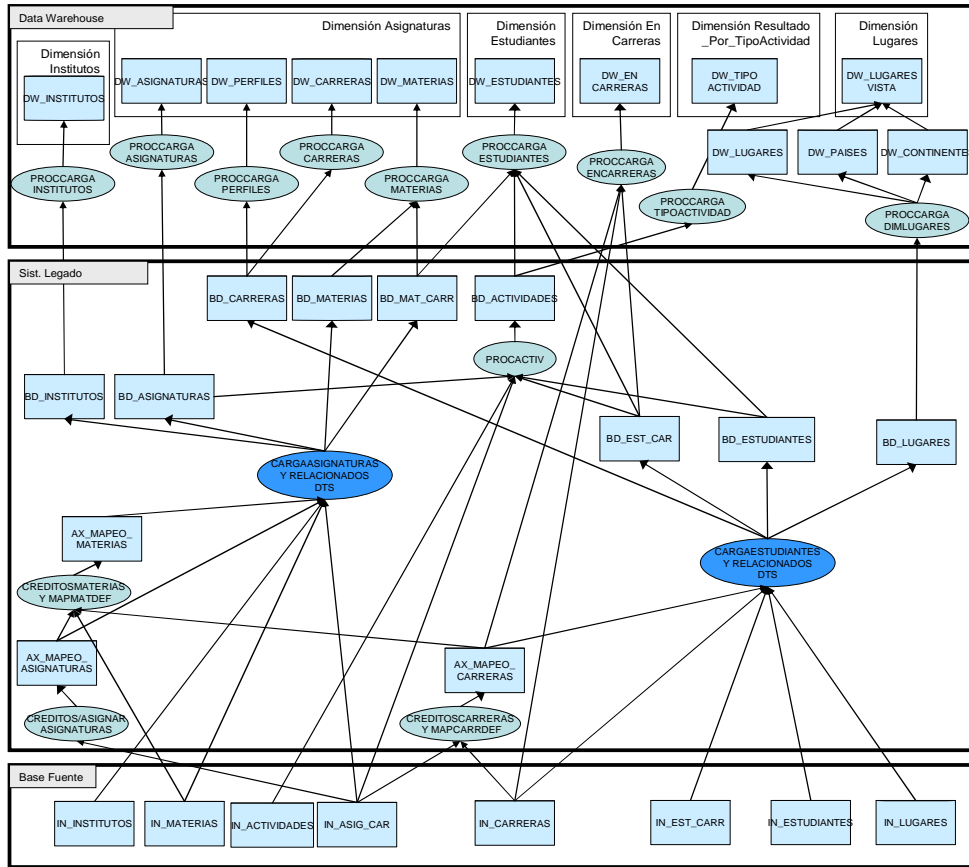 Data Warehouse
Dimensión
Institutos
Dimensión Asignaturas
Dimensión
Estudiantes
Dimensión En
Carreras
Dimensión Resultado
_Por_TipoActividad
Dimensión
Lugares
DW_INSTITUTOS
DW_ASIGNATURAS
DW_PERFILES
DW_CARRERAS
DW_MATERIAS
DW_ESTUDIANTES
DW_EN
CARRERAS
DW_TIPO
ACTIVIDAD
DW_LUGARES
VISTA
DW_LUGARES
DW_PAISES
DW_CONTINENTE
PROCCARGA
INSTITUTOS
PROCCARGA
ASIGNATURAS
PROCCARGA
PERFILES
PROCCARGA
CARRERAS
PROCCARGA
MATERIAS
PROCCARGA
ESTUDIANTES
PROCCARGA
ENCARRERAS
PROCCARGA
TIPOACTIVIDAD
PROCCARGA
DIMLUGARES
Sist. Legado
BD_CARRERAS
BD_MATERIAS
BD_MAT_CARR
BD_ACTIVIDADES
PROCACTIV
BD_INSTITUTOS
BD_ASIGNATURAS
BD_EST_CAR
BD_ESTUDIANTES
BD_LUGARES
CARGAASIGNATURAS
Y RELACIONADOS
DTS
AX_MAPEO_
MATERIAS
CARGAESTUDIANTES
Y RELACIONADOS
DTS
CREDITOSMATERIAS
Y MAPMATDEF
AX_MAPEO_
ASIGNATURAS
AX_MAPEO_
CARRERAS
CREDITOS/ASIGNAR
ASIGNATURAS
CREDITOSCARRERAS
Y MAPCARRDEF
Base Fuente
IN_INSTITUTOS
IN_MATERIAS
IN_ACTIVIDADES
IN_ASIG_CAR
IN_CARRERAS
IN_EST_CARR
IN_ESTUDIANTES
IN_LUGARES